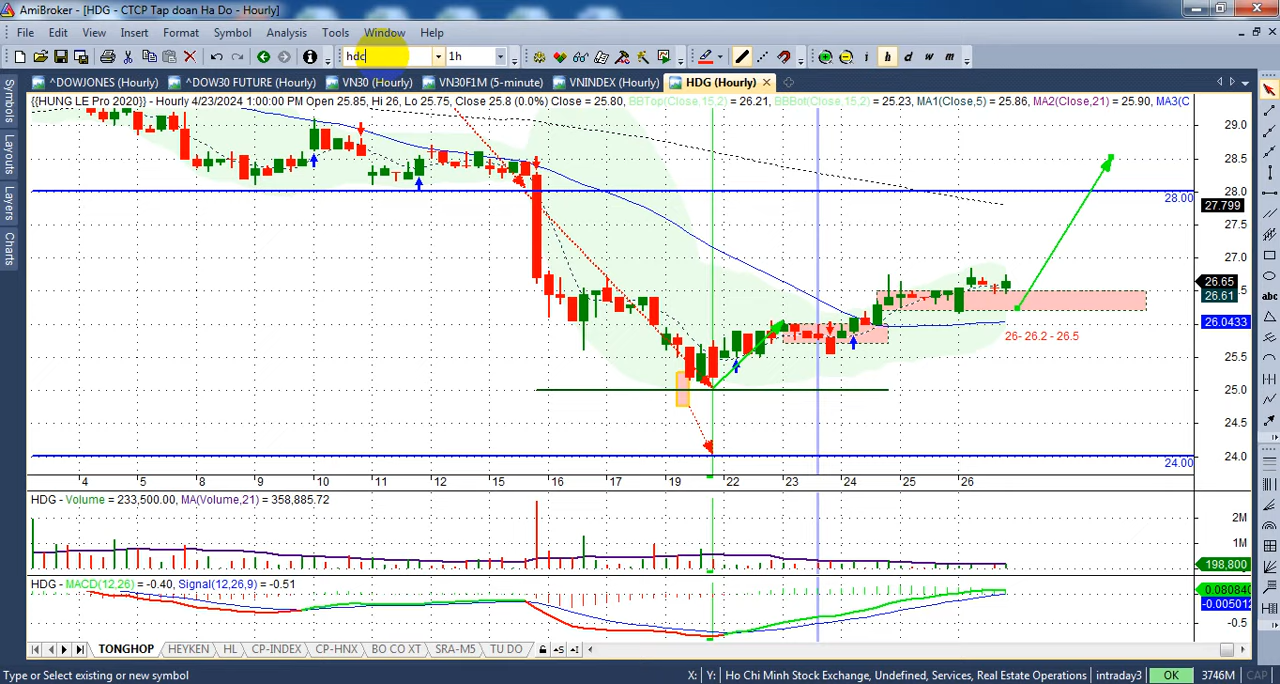 AmiBroker - [HDG - CTCP Tap doan Ha Do - Hourly]
File Edit View Insert Format Symbol Analysis Tools Window Help
hdc 1h i h d w m
^DOWJONES (Hourly) ^DOW30 FUTURE (Hourly) VN30 (Hourly) VN30F1M (5-minute) VNINDEX (Hourly) HDG (Hourly)
Symbols
Layouts
Layers
Charts
{{HUNG LE Pro 2020}} - Hourly 4/23/2024 1:00:00 PM Open 25.85, Hi 26, Lo 25.75, Close 25.8 (0.0%) Close = 25.80, BBTop(Close,15,2) = 26.21, BBBot(Close,15,2) = 25.23, MA1(Close,5) = 25.86, MA2(Close,21) = 25.90, MA3(C
29.0
28.5
28.0
28.00
27.799
27.5
27.0
26.65
26.61
26.0433
26- 26.2 - 26.5
25.5
25.0
24.5
24.0
24.00
4 5 8 9 10 11 12 15 16 17 19 22 23 24 25 26
HDG - Volume = 233,500.00, MA(Volume,21) = 358,885.72
2M
1M
198,800
HDG - MACD(12,26) = -0.40, Signal(12,26,9) = -0.51
0.080840
-0.005012
-0.5
TONGHOP HEYKEN HL CP-INDEX CP-HNX BO CO XT SRA-M5 TU DO
Type or Select existing or new symbol X: Y: Ho Chi Minh Stock Exchange, Undefined, Services, Real Estate Operations intraday3 OK 3746M CAP
abc